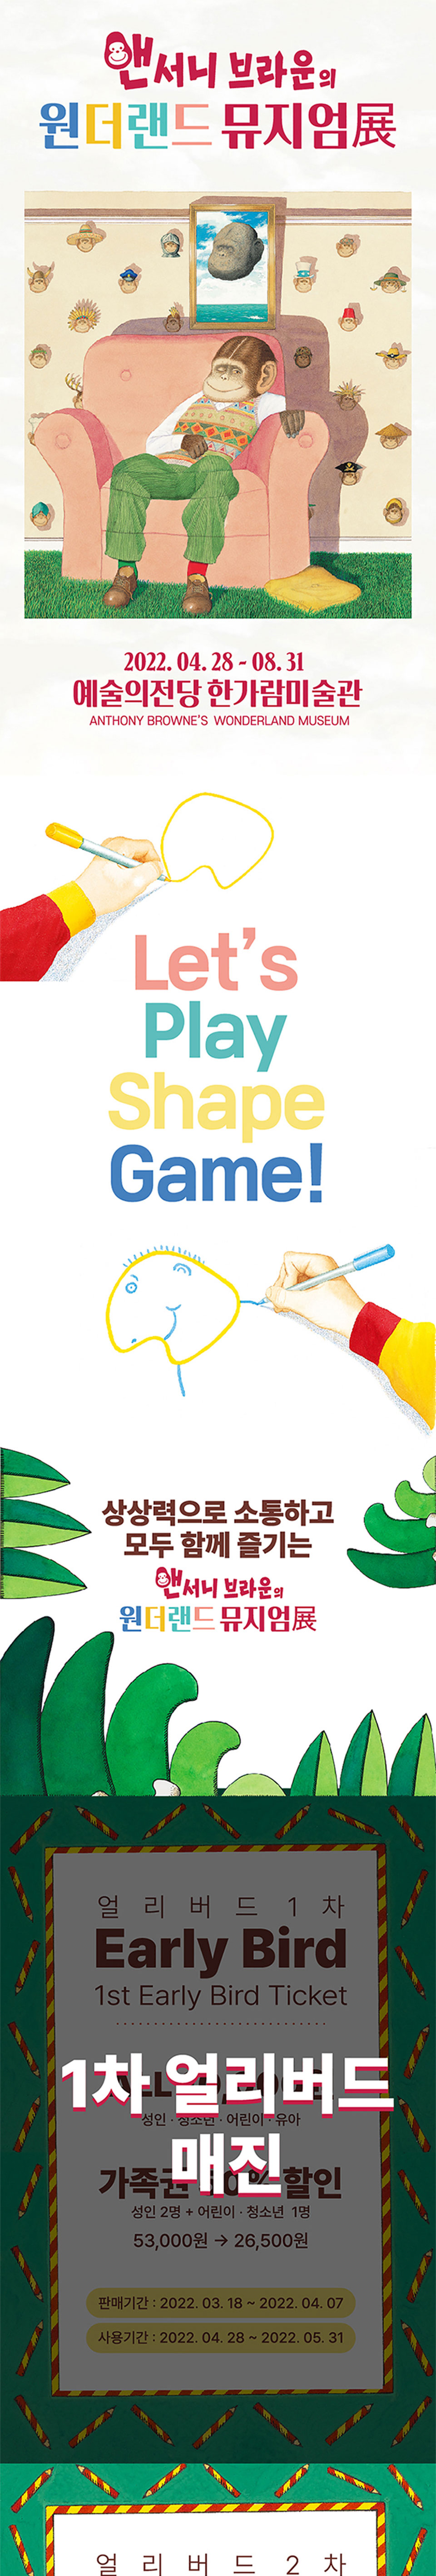 앤서니 브라운의
원더랜드 뮤지엄展
2022. 04. 28 - 08. 31
예술의전당 한가람미술관
ANTHONY BROWNE'S WONDERLAND MUSEUM
Let's
Play
Shape
Game!
상상력으로 소통하고
모두 함께 즐기는
앤서니 브라운의
원더랜드 뮤지엄展
얼리버드 1차
Early Bird
1st Early Bird Ticket
1차 얼리버드
성인 · 청소년 · 어린이 · 유아
매진
가족권 50% 할인
성인 2명 + 어린이 · 청소년 1명
53,000원 → 26,500원
판매기간 : 2022. 03. 18 ~ 2022. 04. 07
사용기간 : 2022. 04. 28 ~ 2022. 05. 31
얼리버드 2차